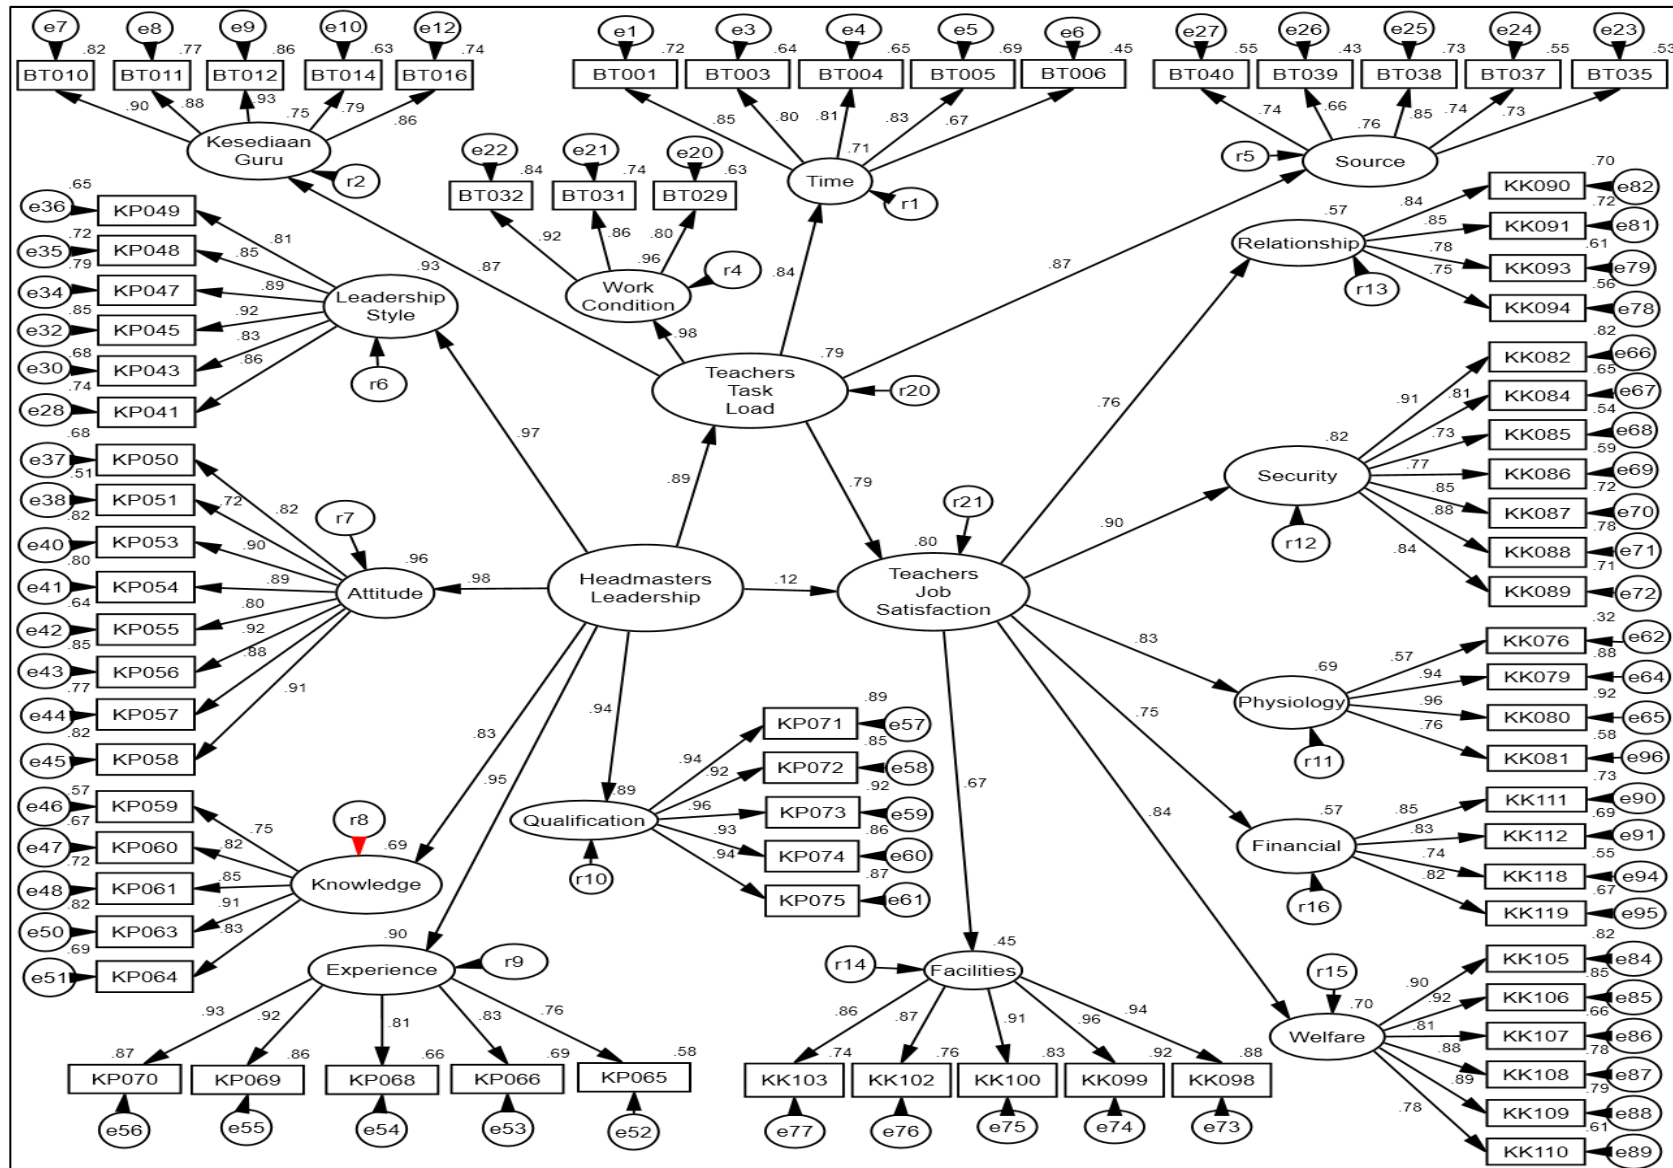 e7 e8 e9 e10 e12 e1 e3 e4 e5 e6 e27 e26 e25 e24 e23
.82 .77 .86 .63 .74 .72 .64 .65 .69 .45 .55 .43 .73 .55 .53
BT010 BT011 BT012 BT014 BT016 BT001 BT003 BT004 BT005 BT006 BT040 BT039 BT038 BT037 BT035
.90 .88 .93 .79 .86 .85 .80 .81 .83 .67 .74 .66 .85 .74 .73
.75
Kesediaan
Guru
r2
.71
Time
r1
.76
Source
r5
e22 e21 e20
.84 .74 .63
BT032 BT031 BT029
.92 .86 .80
.96
Work
Condition
r4
.87 .98 .84 .87
.79
Teachers
Task
Load
r20
e36 .65 KP049 .81
e35 .72 KP048 .85
e34 .79 KP047 .89
e32 .85 KP045 .92
e30 .68 KP043 .83
e28 .74 KP041 .86
.93
Leadership
Style
r6
.97
.89
.79
e37 .68 KP050 .82
e38 .51 KP051 .72
e40 .82 KP053 .90
e41 .80 KP054 .89
e42 .64 KP055 .80
e43 .85 KP056 .92
e44 .77 KP057 .88
e45 .82 KP058 .91
r7
.96
Attitude
.98
Headmasters
Leadership
.12
r21
.80
Teachers
Job
Satisfaction
e46 .57 KP059 .75
e47 .67 KP060 .82
e48 .72 KP061 .85
e50 .82 KP063 .91
e51 .69 KP064 .83
r8
.69
Knowledge
.83
.95
.94
.89
Qualification
r10
.94 KP071 .89 e57
.92 KP072 .85 e58
.96 KP073 .92 e59
.93 KP074 .86 e60
.94 KP075 .87 e61
.90
Experience
r9
.93 .92 .81 .83 .76
.87 .86 .66 .69 .58
KP070 KP069 KP068 KP066 KP065
e56 e55 e54 e53 e52
.67
.45
Facilities
r14
.86 .87 .91 .96 .94
.74 .76 .83 .92 .88
KK103 KK102 KK100 KK099 KK098
e77 e76 e75 e74 e73
.76
.57
Relationship
r13
.84 KK090 .70 e82
.85 KK091 .72 e81
.78 KK093 .61 e79
.75 KK094 .56 e78
.90
.82
Security
r12
.91 KK082 .82 e66
.81 KK084 .65 e67
.73 KK085 .54 e68
.77 KK086 .59 e69
.85 KK087 .72 e70
.88 KK088 .78 e71
.84 KK089 .71 e72
.83
.69
Physiology
r11
.57 KK076 .32 e62
.94 KK079 .88 e64
.96 KK080 .92 e65
.76 KK081 .58 e96
.75
.57
Financial
r16
.85 KK111 .73 e90
.83 KK112 .69 e91
.74 KK118 .55 e94
.82 KK119 .67 e95
.84
r15
.70
Welfare
.90 KK105 .82 e84
.92 KK106 .85 e85
.81 KK107 .66 e86
.88 KK108 .78 e87
.89 KK109 .79 e88
.78 KK110 .61 e89